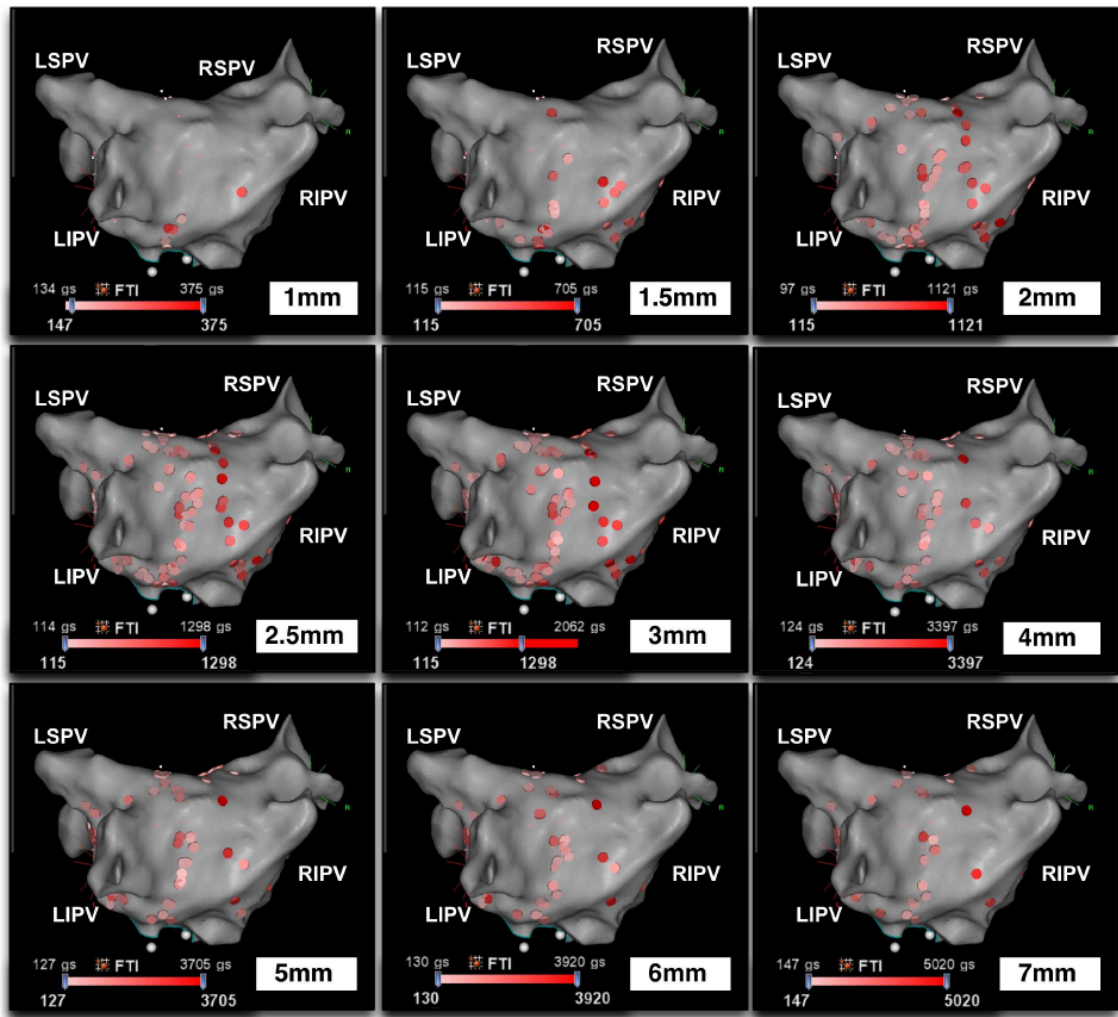 LSPV
RSPV
RIPV
LIPV
134 gs FTI 375 gs
147 375
1mm
LSPV
RSPV
RIPV
LIPV
115 gs FTI 705 gs
115 705
1.5mm
LSPV
RSPV
RIPV
LIPV
97 gs FTI 1121 gs
115 1121
2mm
LSPV
RSPV
RIPV
LIPV
114 gs FTI 1298 gs
115 1298
2.5mm
LSPV
RSPV
RIPV
LIPV
112 gs FTI 2062 gs
115 1298
3mm
LSPV
RSPV
RIPV
LIPV
124 gs FTI 3397 gs
124 3397
4mm
LSPV
RSPV
RIPV
LIPV
127 gs FTI 3705 gs
127 3705
5mm
LSPV
RSPV
RIPV
LIPV
130 gs FTI 3920 gs
130 3920
6mm
LSPV
RSPV
RIPV
LIPV
147 gs FTI 5020 gs
147 5020
7mm